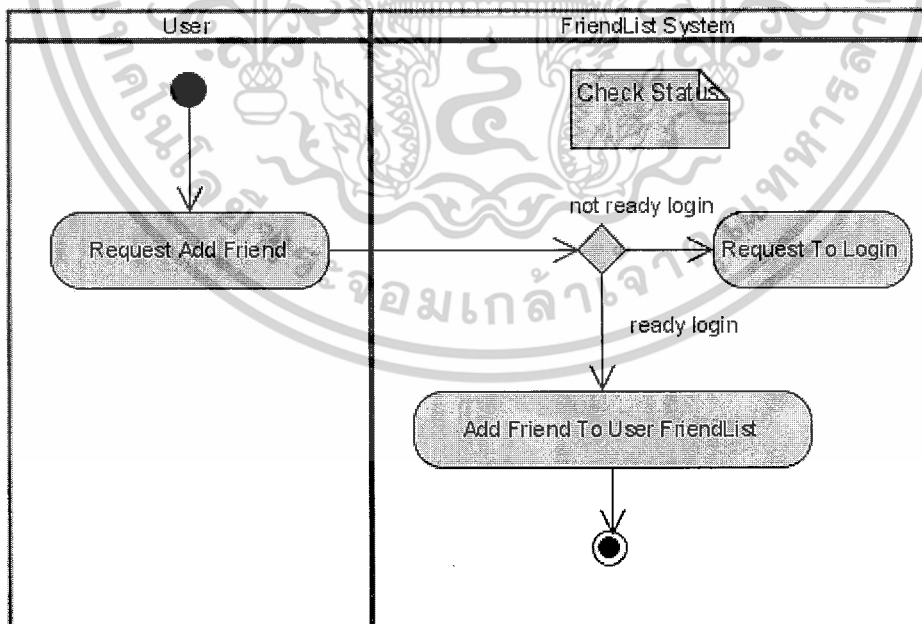 User
FriendList System
Check Status
not ready login
Request Add Friend
Request To Login
ready login
Add Friend To User FriendList